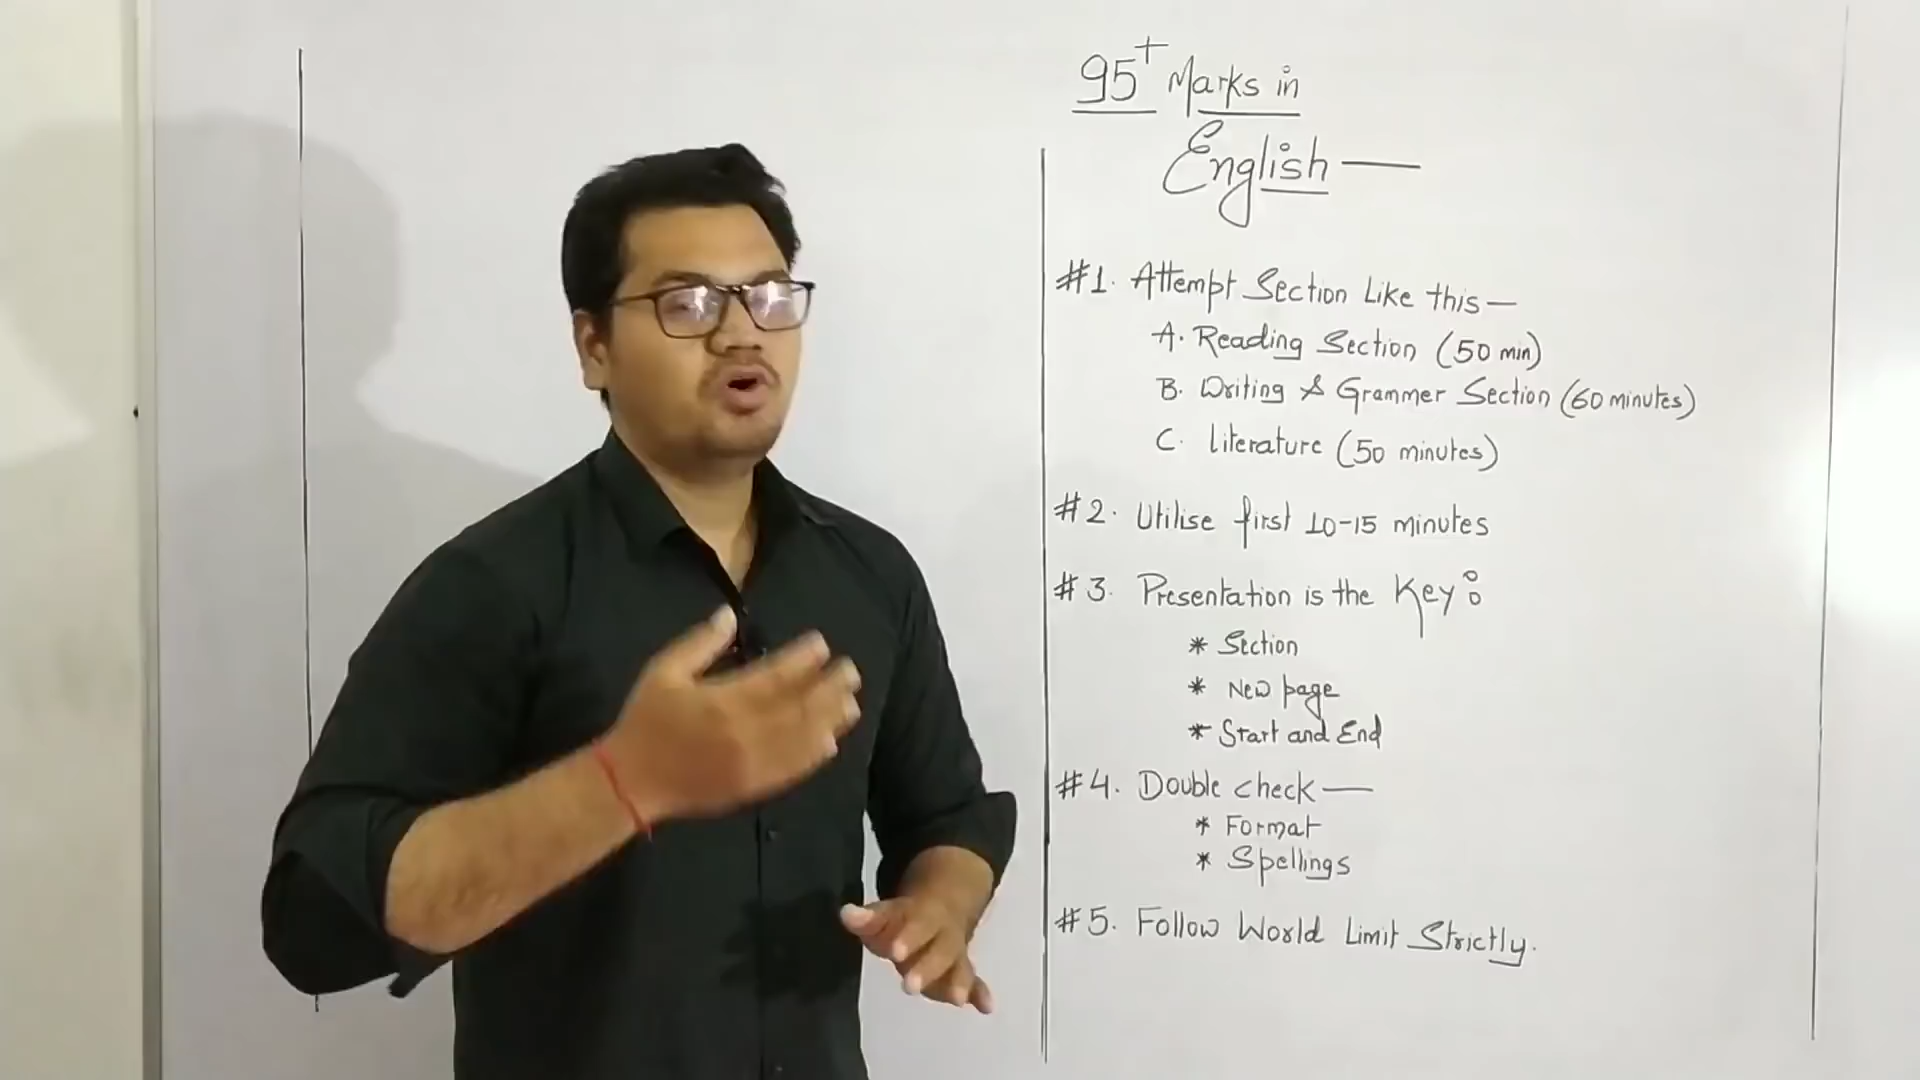 95+ Marks in
English —
#1. Attempt Section Like this —
A. Reading Section (50 min)
B. Writing & Grammer Section (60 minutes)
C. literature (50 minutes)
#2. Utilise first 10-15 minutes
#3. Presentation is the Key:
* Section
* New page
* Start and End
#4. Double check —
* Format
* Spellings
#5. Follow World Limit Strictly.